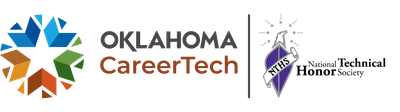 OKLAHOMA
CareerTech
NTHS
National Technical
Honor Society